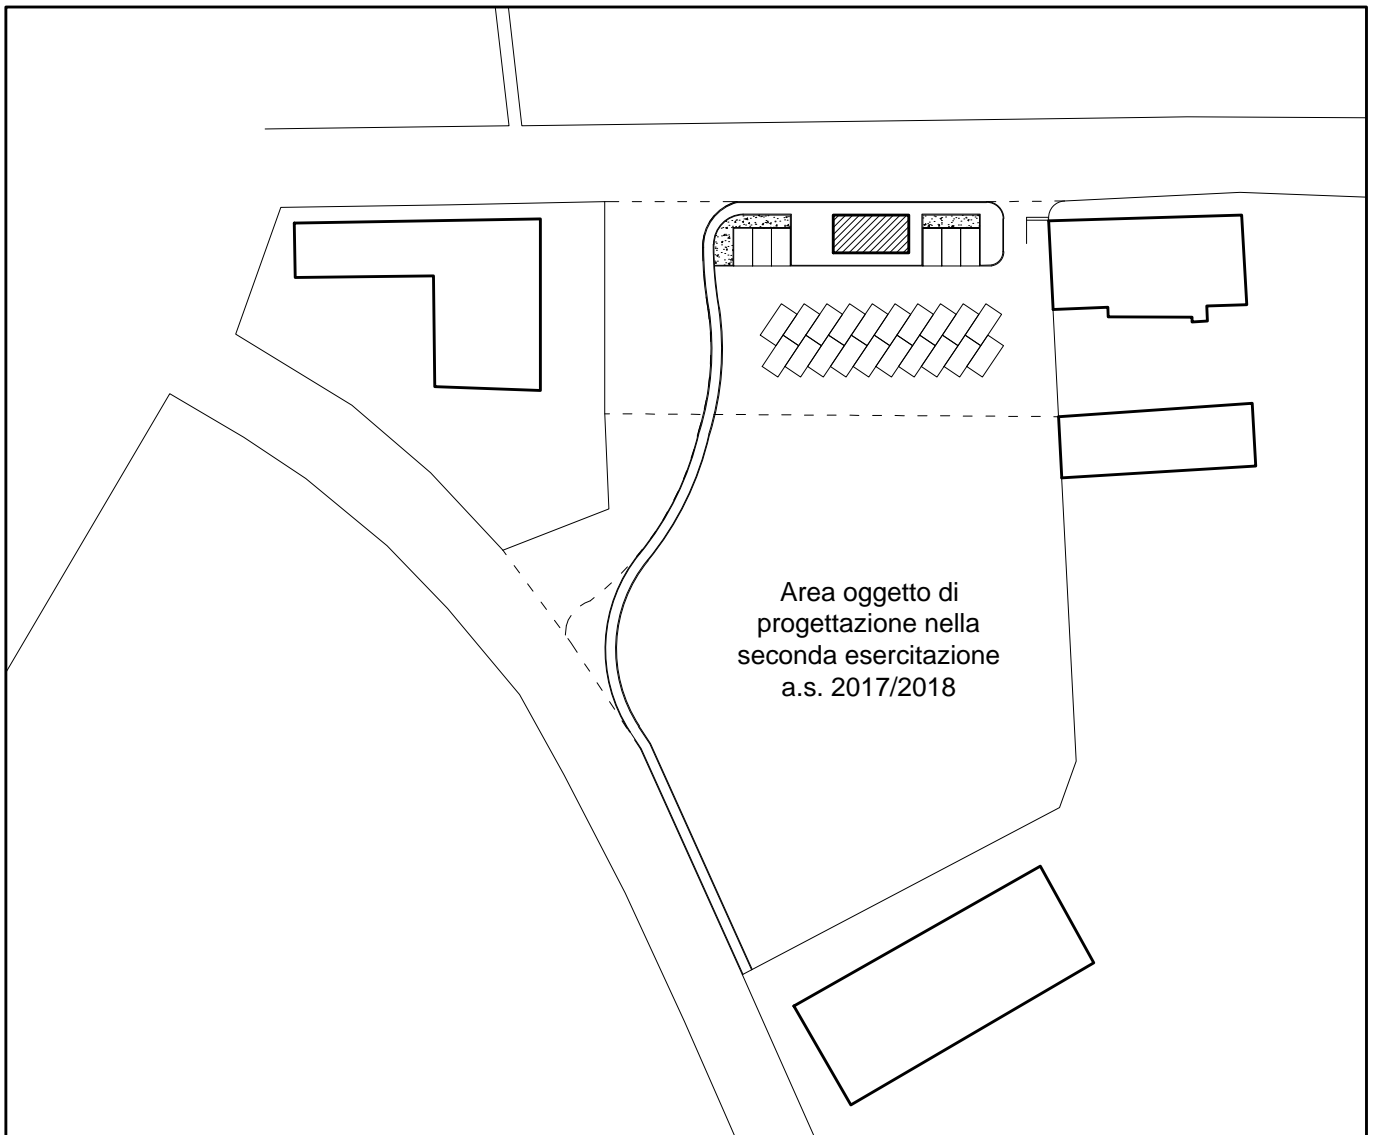 Area oggetto di
progettazione nella
seconda esercitazione
a.s. 2017/2018